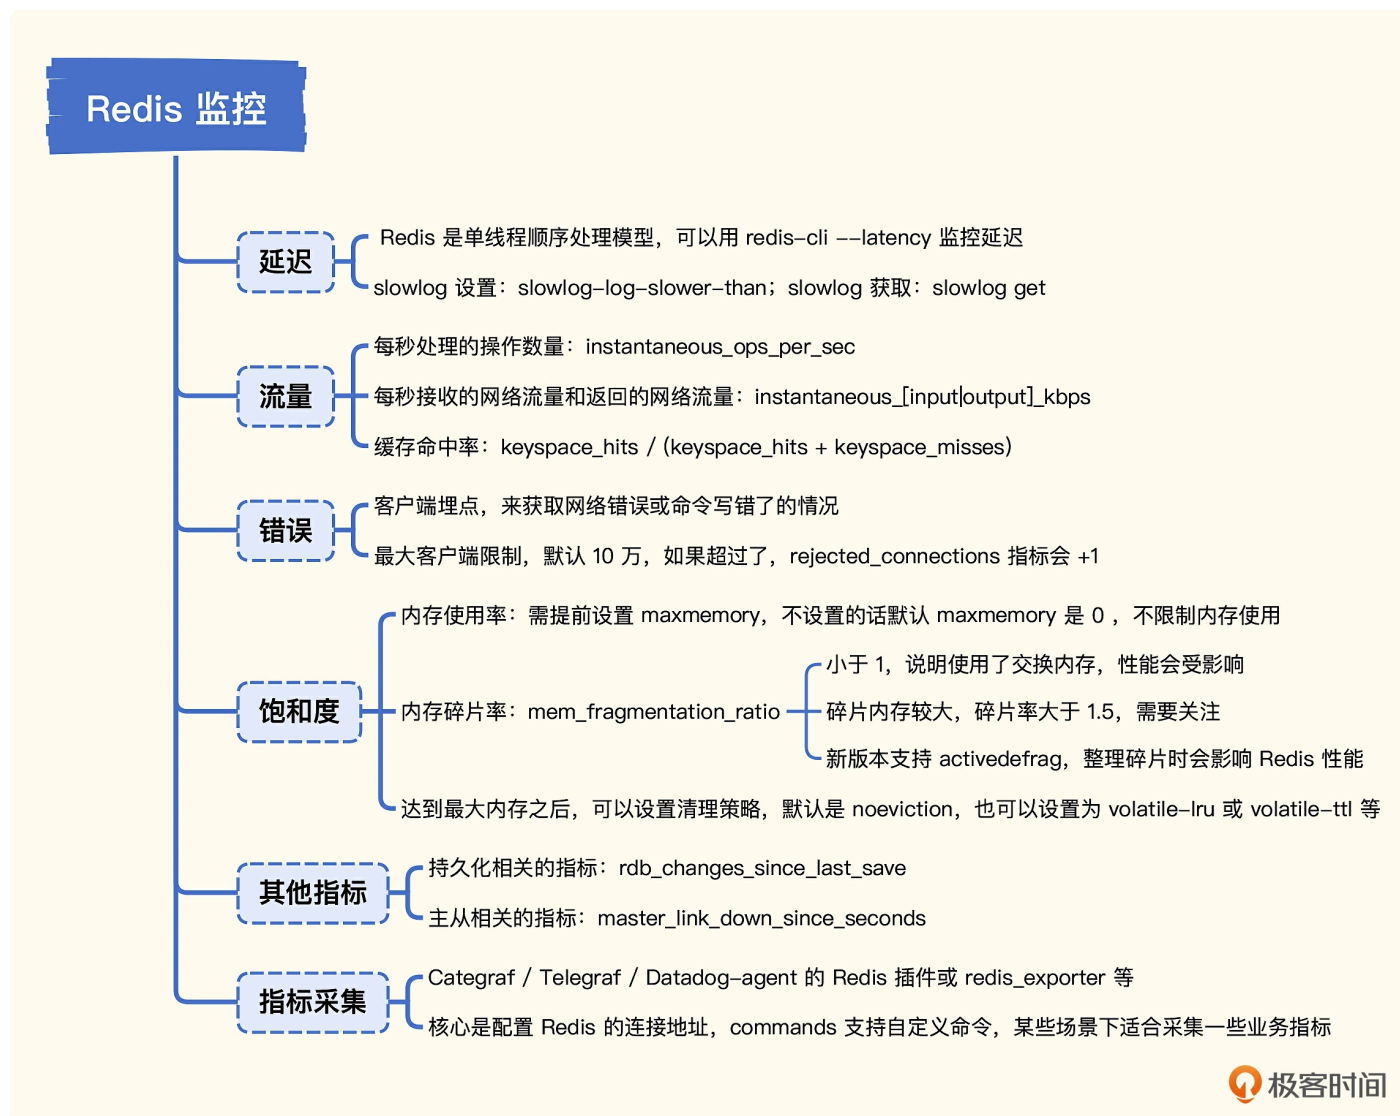 Redis 监控
延迟
Redis 是单线程顺序处理模型，可以用 redis-cli --latency 监控延迟
slowlog 设置：slowlog-log-slower-than；slowlog 获取：slowlog get
流量
每秒处理的操作数量：instantaneous_ops_per_sec
每秒接收的网络流量和返回的网络流量：instantaneous_[input|output]_kbps
缓存命中率：keyspace_hits / (keyspace_hits + keyspace_misses)
错误
客户端埋点，来获取网络错误或命令写错了的情况
最大客户端限制，默认 10 万，如果超过了，rejected_connections 指标会 +1
饱和度
内存使用率：需提前设置 maxmemory，不设置的话默认 maxmemory 是 0 ，不限制内存使用
内存碎片率：mem_fragmentation_ratio
小于 1，说明使用了交换内存，性能会受影响
碎片内存较大，碎片率大于 1.5，需要关注
新版本支持 activedefrag，整理碎片时会影响 Redis 性能
达到最大内存之后，可以设置清理策略，默认是 noeviction，也可以设置为 volatile-lru 或 volatile-ttl 等
其他指标
持久化相关的指标：rdb_changes_since_last_save
主从相关的指标：master_link_down_since_seconds
指标采集
Categraf / Telegraf / Datadog-agent 的 Redis 插件或 redis_exporter 等
核心是配置 Redis 的连接地址，commands 支持自定义命令，某些场景下适合采集一些业务指标
极客时间